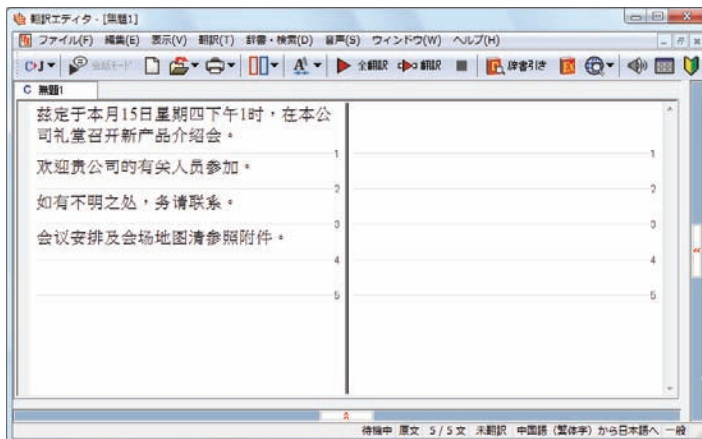 翻訳エディタ - [無題1]
ファイル(F) 編集(E) 表示(V) 翻訳(T) 辞書・検索(D) 音声(S) ウィンドウ(W) ヘルプ(H)
会話モード 全翻訳 翻訳 辞書引き
C 無題1
兹定于本月15日星期四下午1时，在本公
司礼堂召开新产品介绍会。
1 1
欢迎贵公司的有关人员参加。
2 2
如有不明之处，务请联系。
3 3
会议安排及会场地图清参照附件。
4 4
5 5
待機中 原文 5 / 5 文 未翻訳 中国語（繁体字）から日本語へ 一般